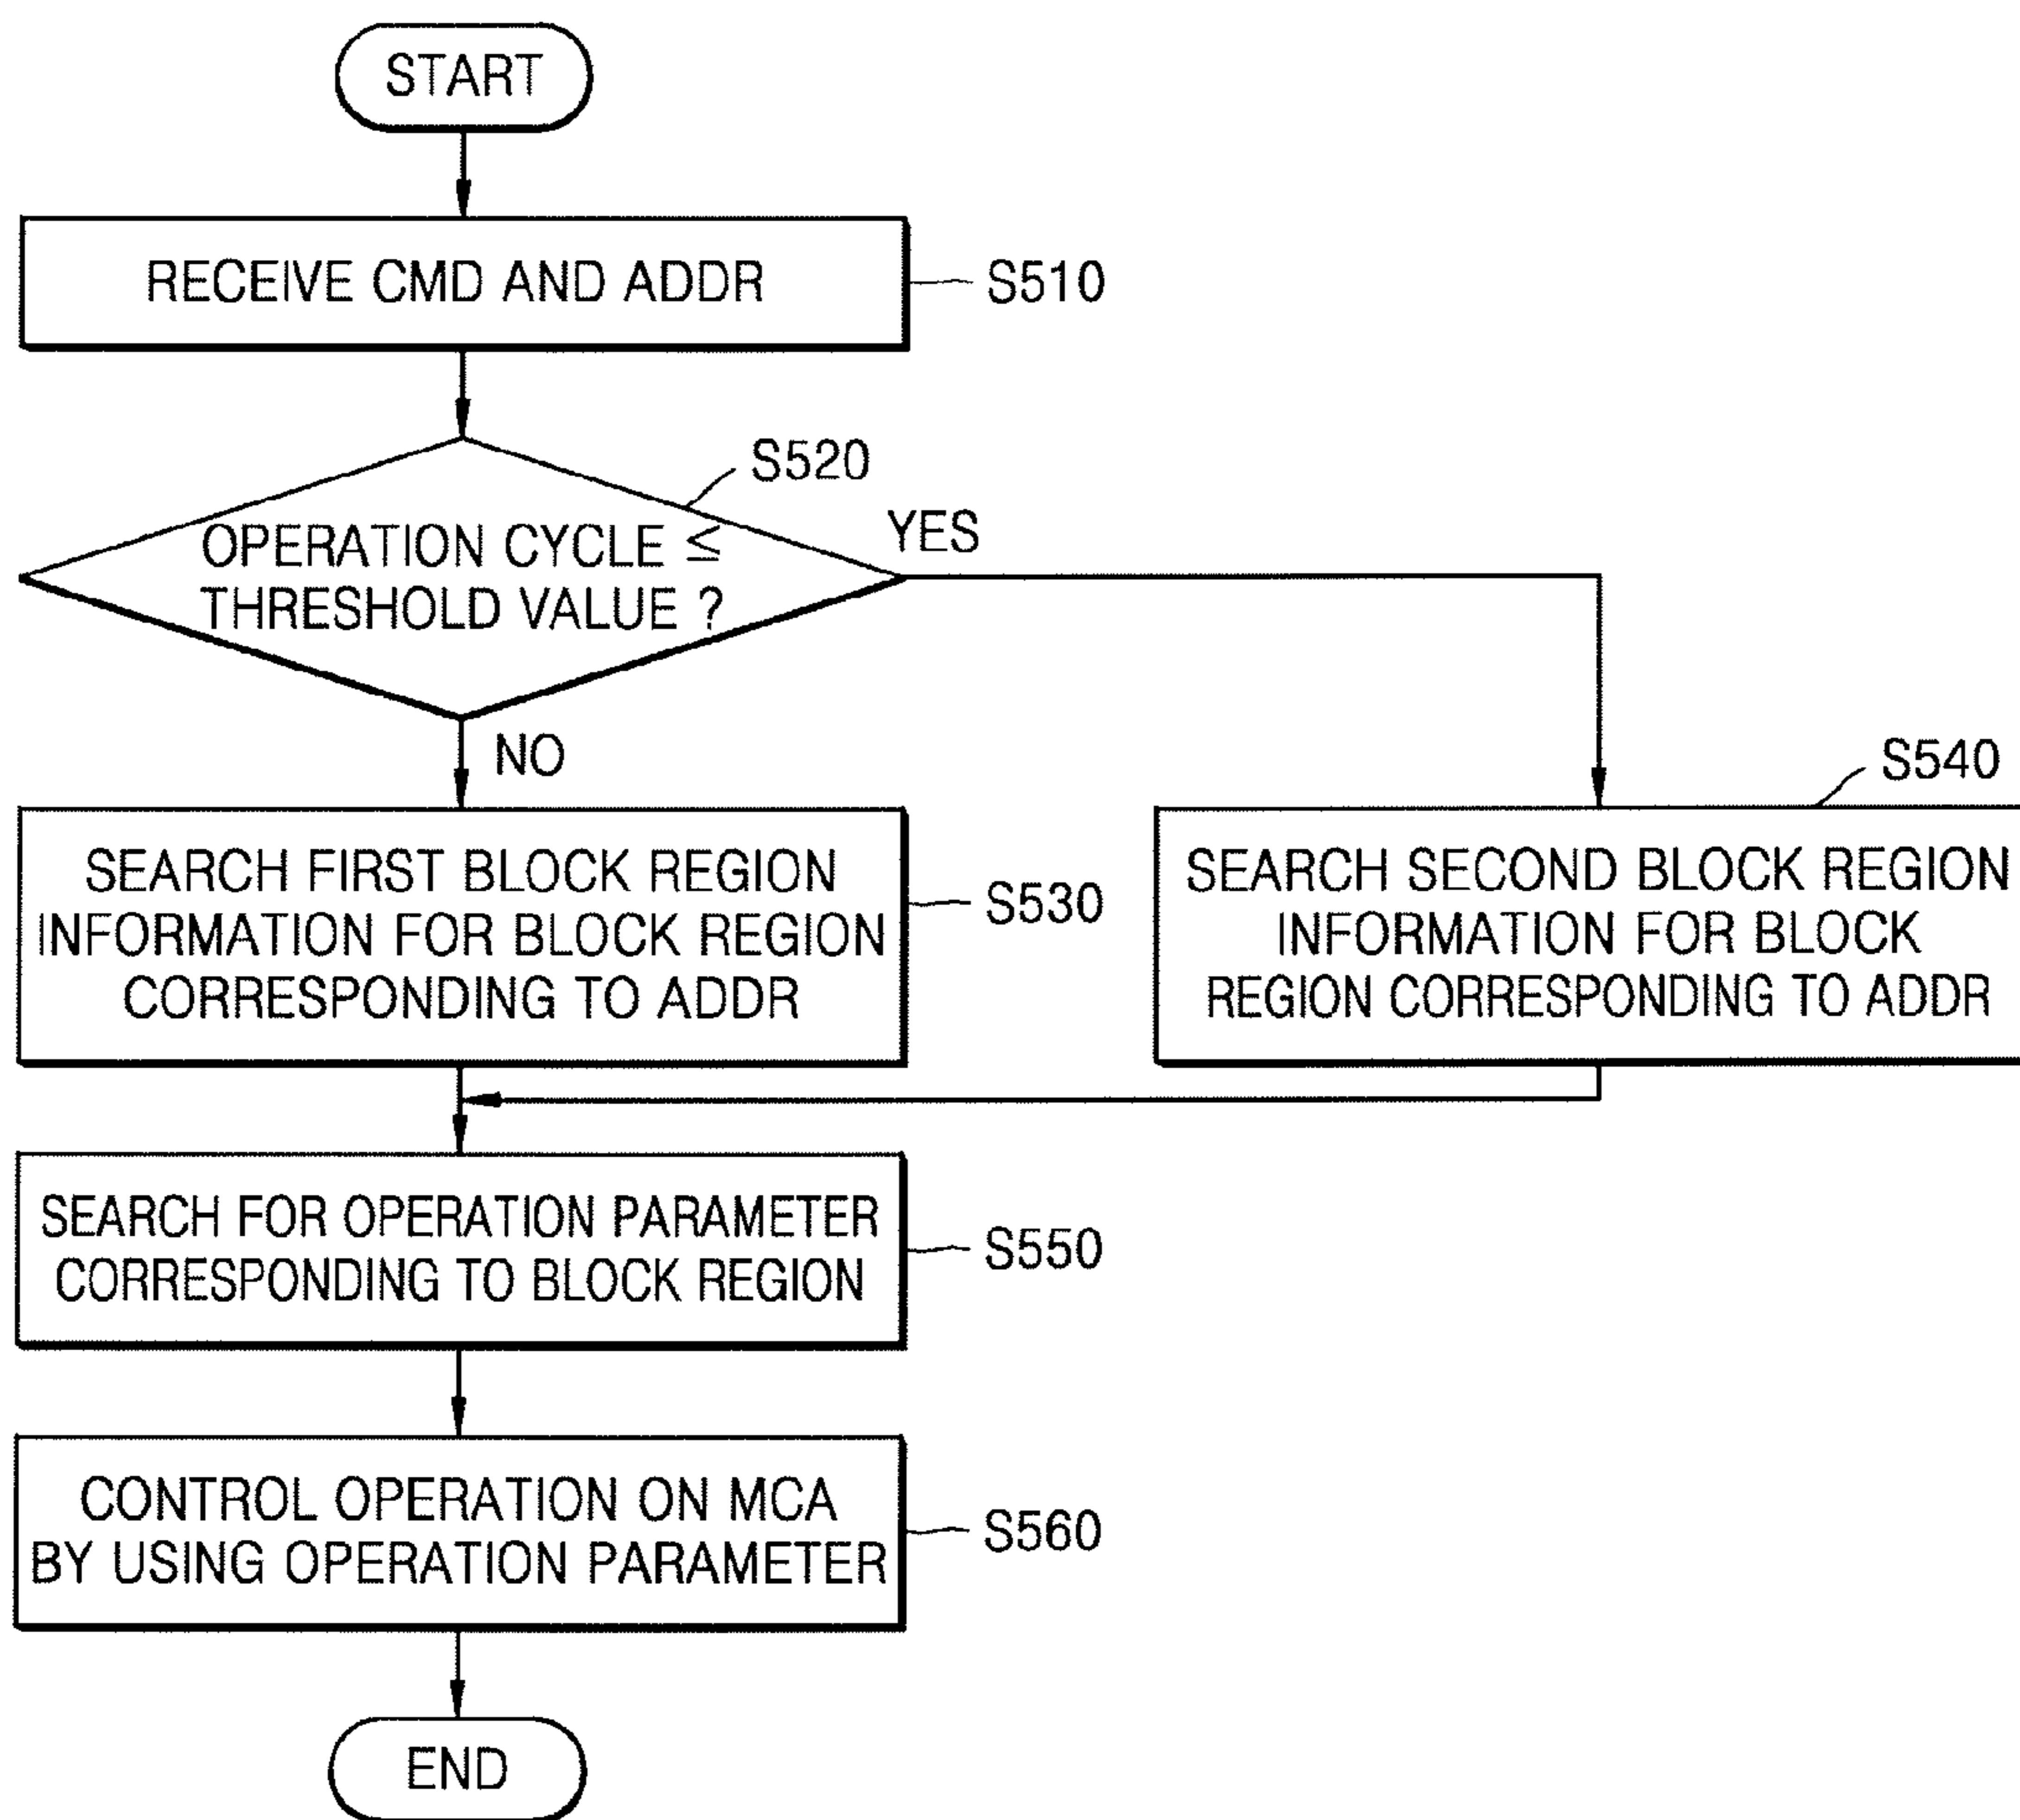 START
RECEIVE CMD AND ADDR
S510
S520
OPERATION CYCLE ≤
THRESHOLD VALUE ?
YES
NO
SEARCH FIRST BLOCK REGION
INFORMATION FOR BLOCK REGION
CORRESPONDING TO ADDR
S530
S540
SEARCH SECOND BLOCK REGION
INFORMATION FOR BLOCK
REGION CORRESPONDING TO ADDR
SEARCH FOR OPERATION PARAMETER
CORRESPONDING TO BLOCK REGION
S550
CONTROL OPERATION ON MCA
BY USING OPERATION PARAMETER
S560
END